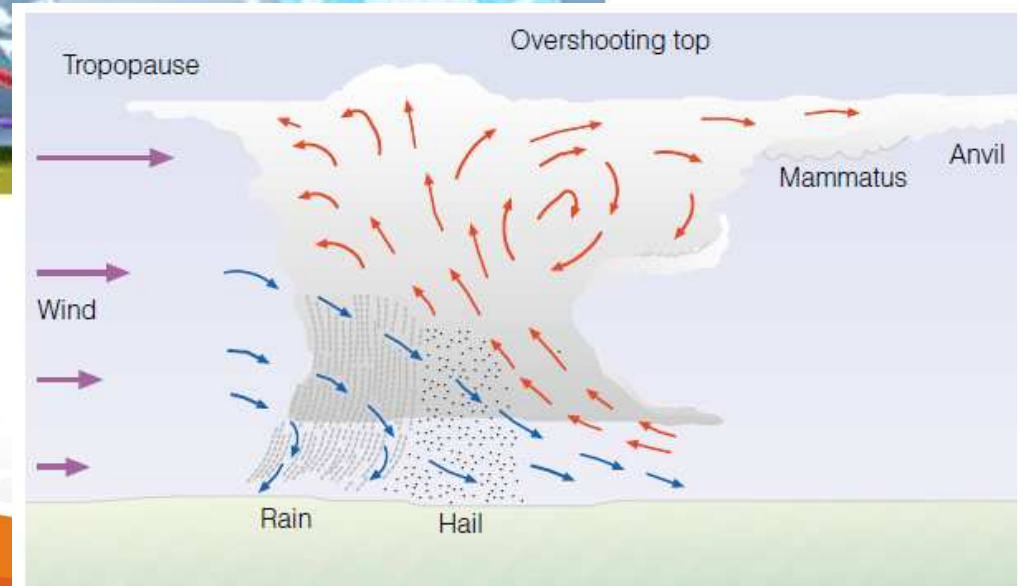 Overshooting top
Tropopause
Anvil
Mammatus
Wind
Rain
Hail